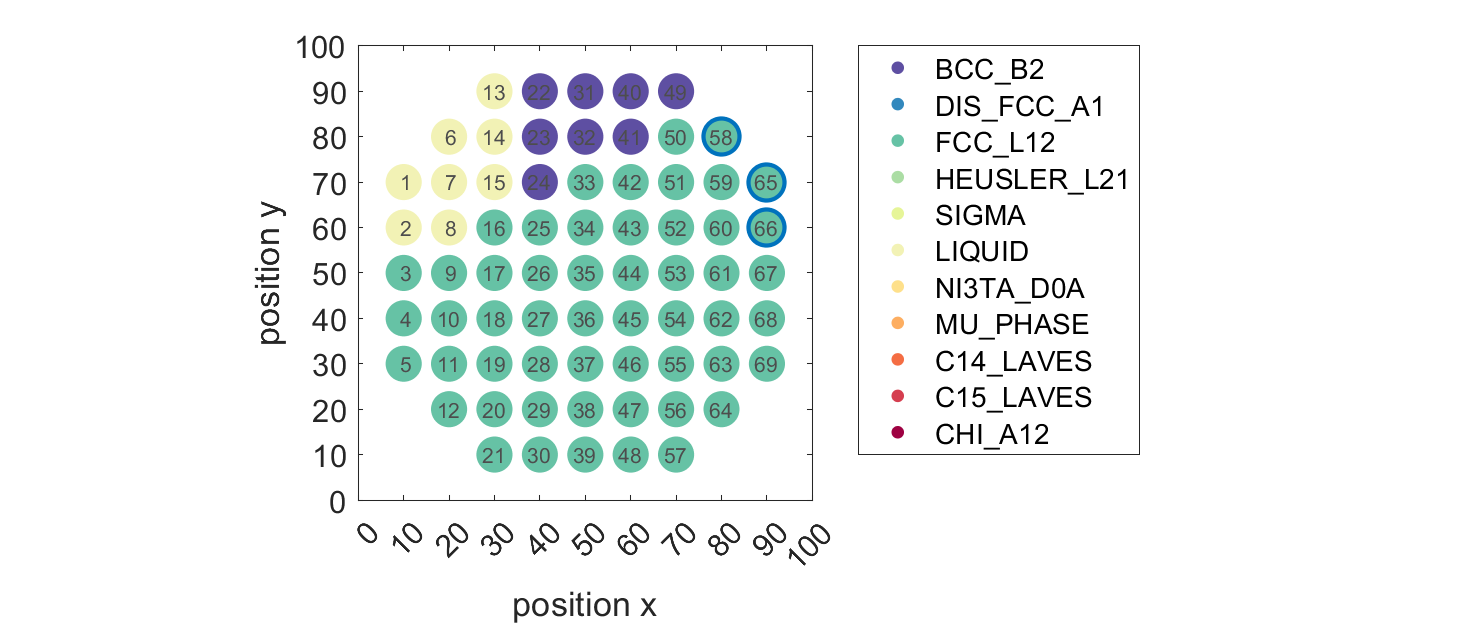 100
90
80
70
60
50
40
30
20
10
0
position y
13 22 31 40 49
6 14 23 32 41 50 58
1 7 15 24 33 42 51 59 65
2 8 16 25 34 43 52 60 66
3 9 17 26 35 44 53 61 67
4 10 18 27 36 45 54 62 68
5 11 19 28 37 46 55 63 69
12 20 29 38 47 56 64
21 30 39 48 57
0 10 20 30 40 50 60 70 80 90 100
position x
BCC_B2
DIS_FCC_A1
FCC_L12
HEUSLER_L21
SIGMA
LIQUID
NI3TA_D0A
MU_PHASE
C14_LAVES
C15_LAVES
CHI_A12